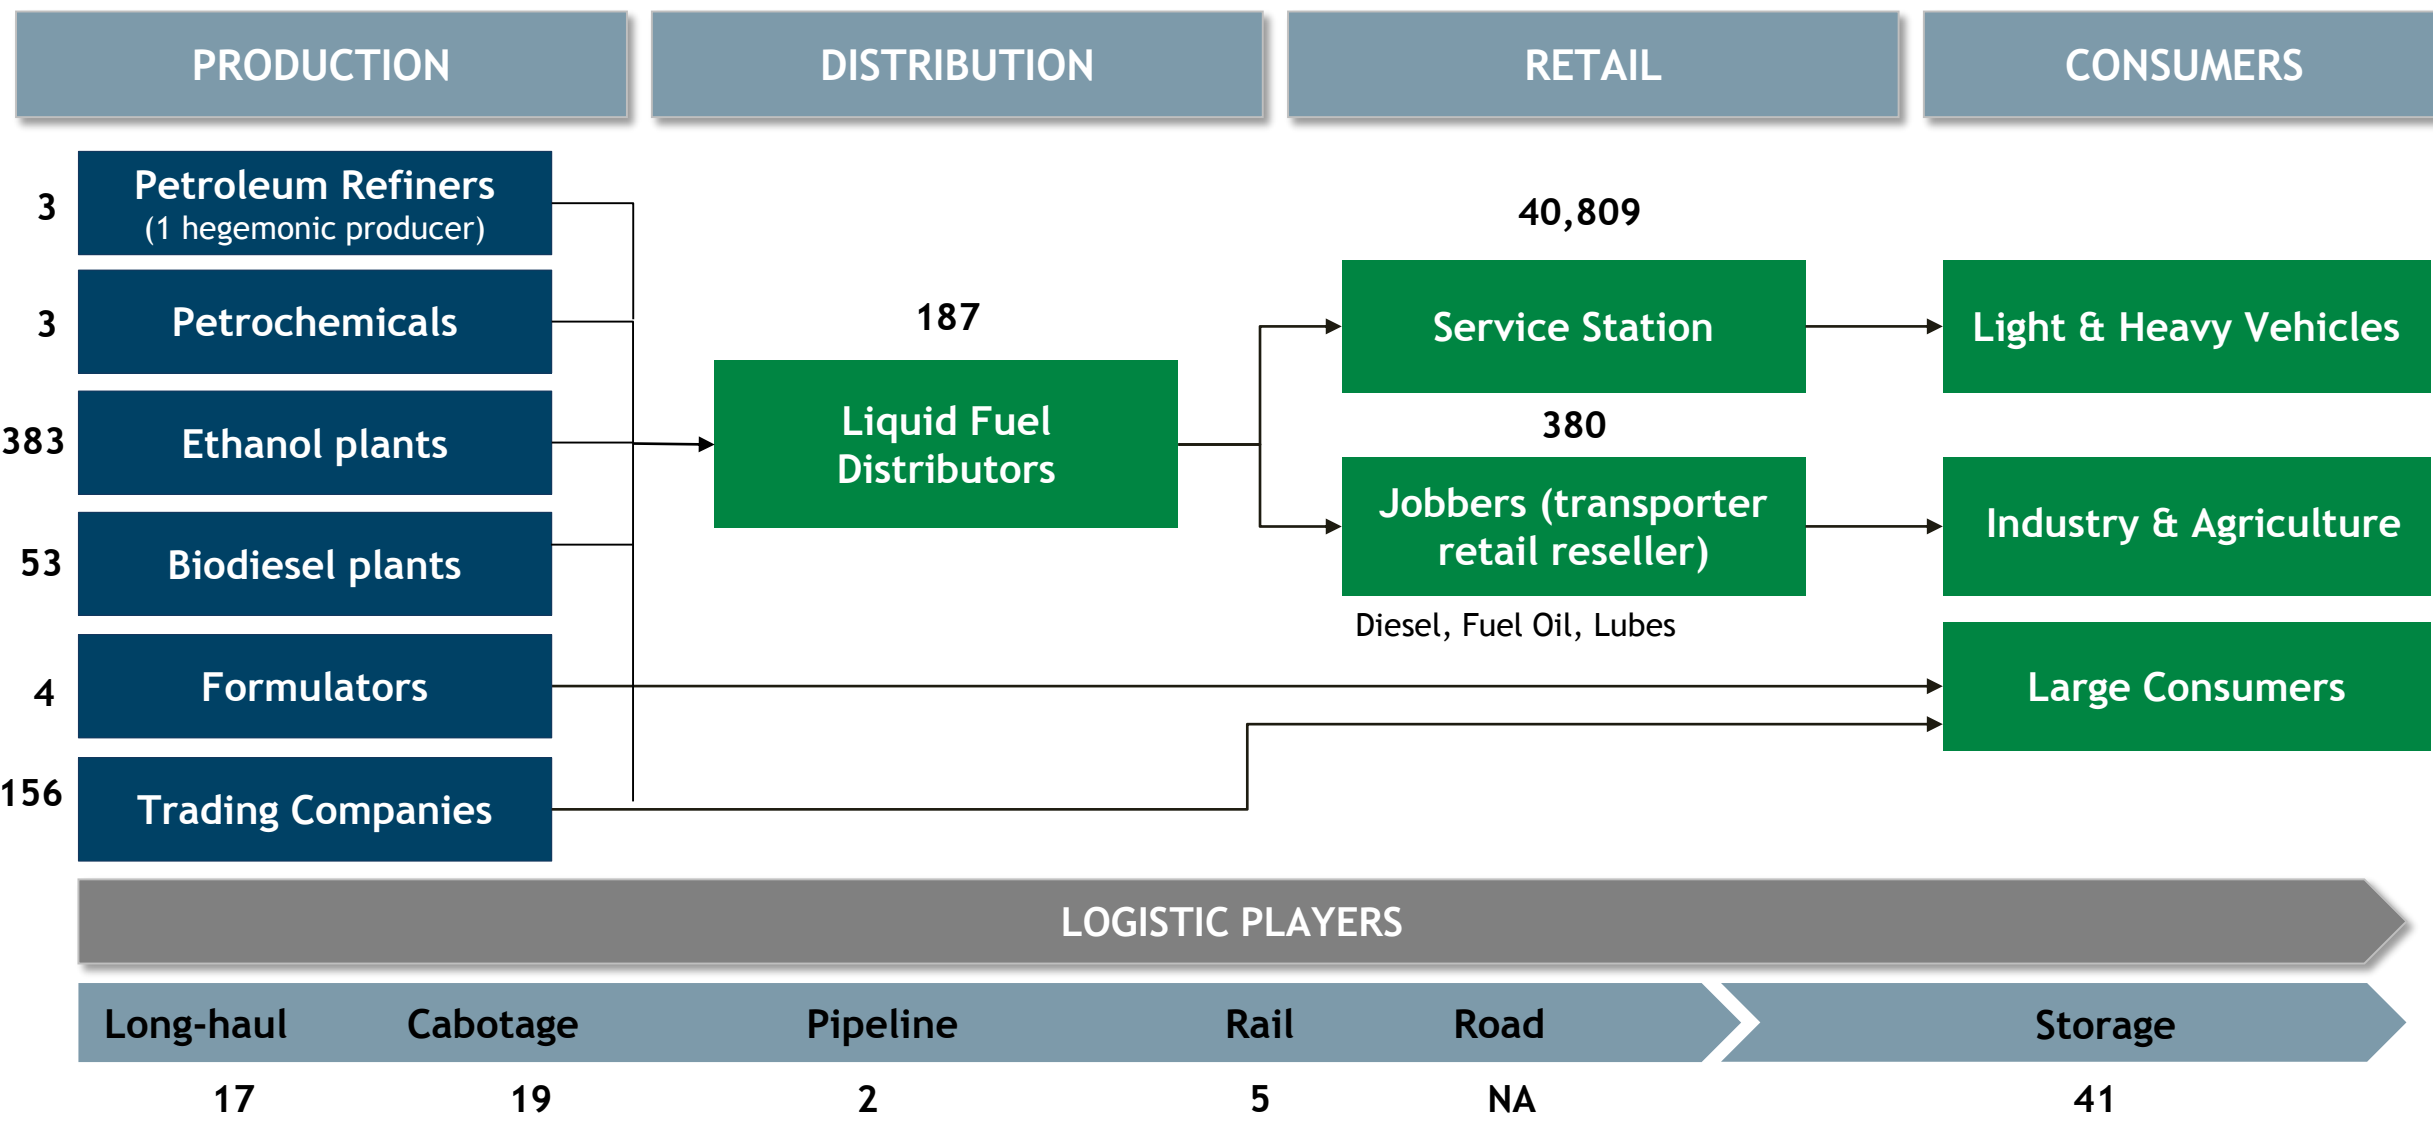 PRODUCTION
DISTRIBUTION
RETAIL
CONSUMERS
3
Petroleum Refiners
(1 hegemonic producer)
3
Petrochemicals
383
Ethanol plants
53
Biodiesel plants
4
Formulators
156
Trading Companies
187
Liquid Fuel
Distributors
40,809
Service Station
380
Jobbers (transporter
retail reseller)
Diesel, Fuel Oil, Lubes
Light & Heavy Vehicles
Industry & Agriculture
Large Consumers
LOGISTIC PLAYERS
Long-haul
Cabotage
Pipeline
Rail
Road
Storage
17
19
2
5
NA
41